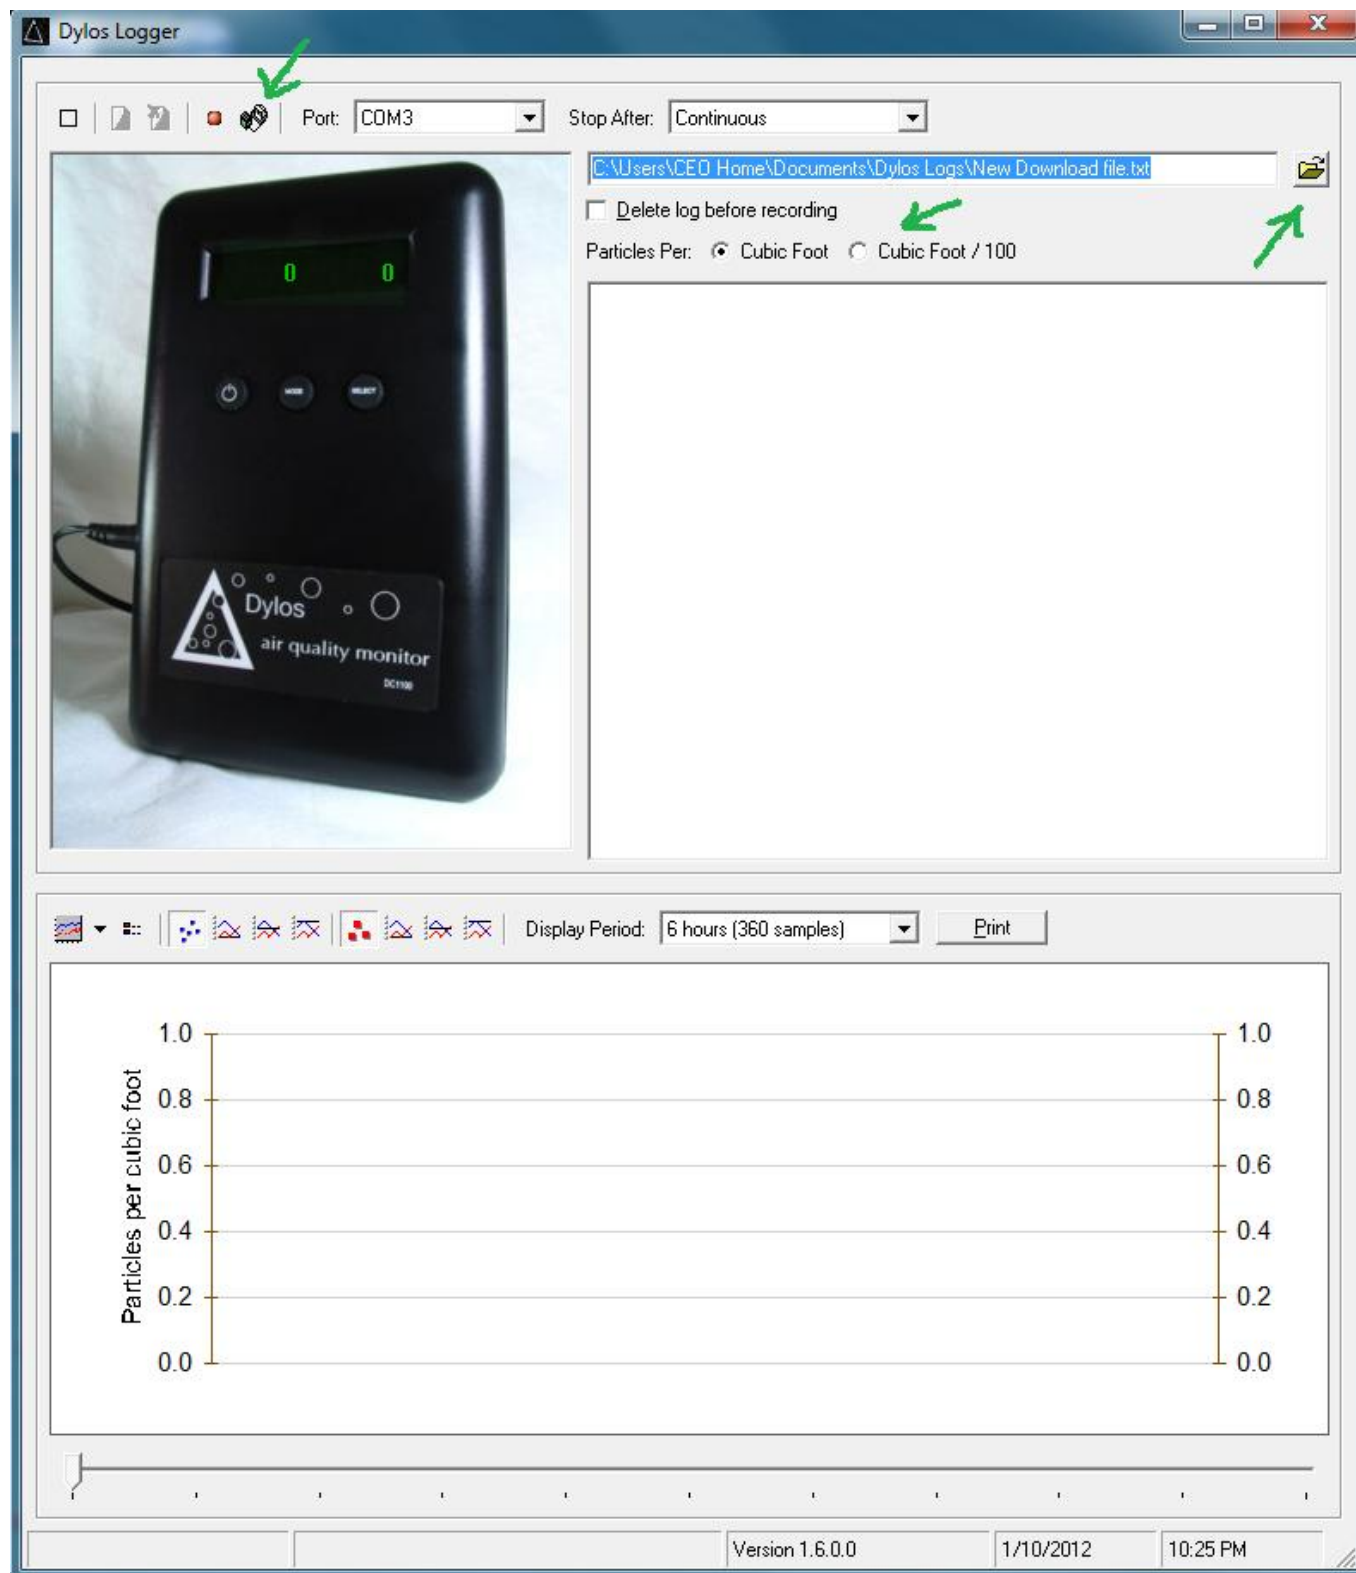 Dylos Logger
Port: COM3 Stop After: Continuous
C:\Users\CEO Home\Documents\Dylos Logs\New Download file.txt
Delete log before recording
Particles Per: Cubic Foot Cubic Foot / 100
0 0
MODE SELECT
Dylos
air quality monitor
DC1100
Display Period: 6 hours (360 samples) Print
Particles per cubic foot
1.0 1.0
0.8 0.8
0.6 0.6
0.4 0.4
0.2 0.2
0.0 0.0
Version 1.6.0.0 1/10/2012 10:25 PM